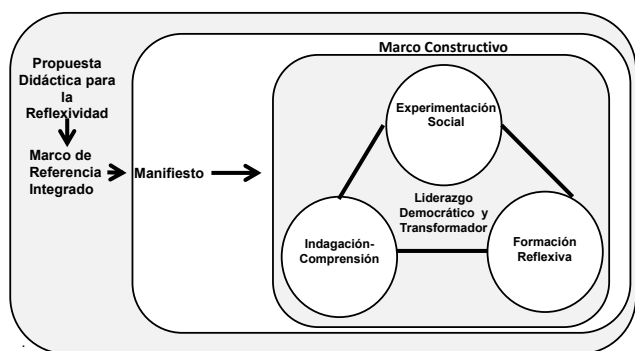 Marco Constructivo
Propuesta
Didáctica para
la
Reflexividad
Marco de
Referencia
Integrado
Manifiesto
Experimentación
Social
Liderazgo
Democrático y
Transformador
Indagación-
Comprensión
Formación
Reflexiva